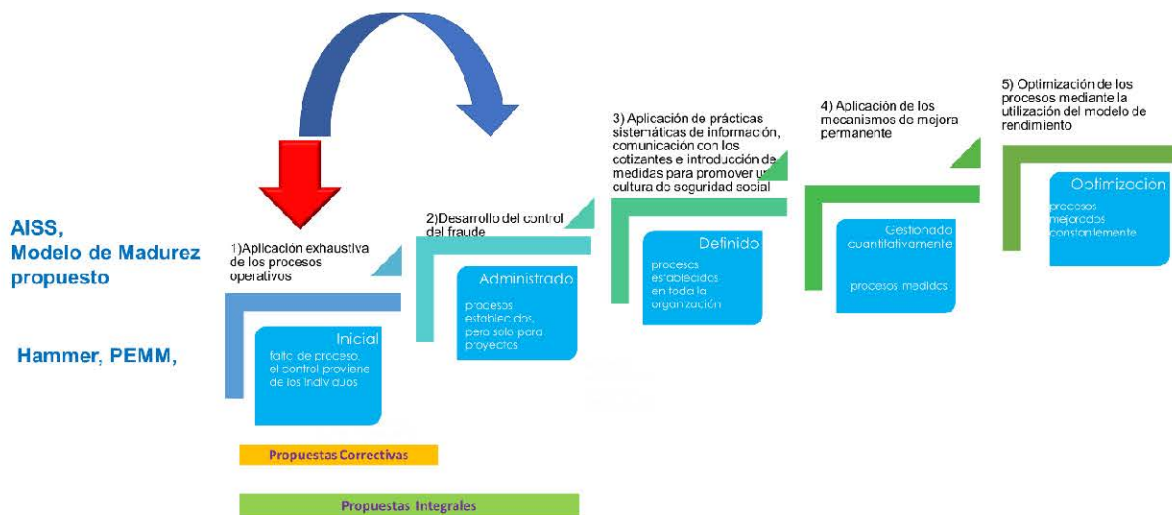 AISS,
Modelo de Madurez
propuesto
Hammer, PEMM,
1)Aplicación exhaustiva
de los procesos
operativos
Inicial
falta de proceso,
el control proviene
de los individuos
2)Desarrollo del control
del fraude
Administrado
procesos
establecidos,
pero solo para
proyectos
3) Aplicación de prácticas
sistemáticas de información,
comunicación con los
cotizantes e introducción de
medidas para promover una
cultura de seguridad social
Definido
procesos
establecidos
en toda la
organización
4) Aplicación de los
mecanismos de mejora
permanente
Gestionado
cuantitativamente
procesos medidos
5) Optimización de los
procesos mediante la
utilización del modelo de
rendimiento
Optimización
procesos
mejorados
constantemente
Propuestas Correctivas
Propuestas Integrales